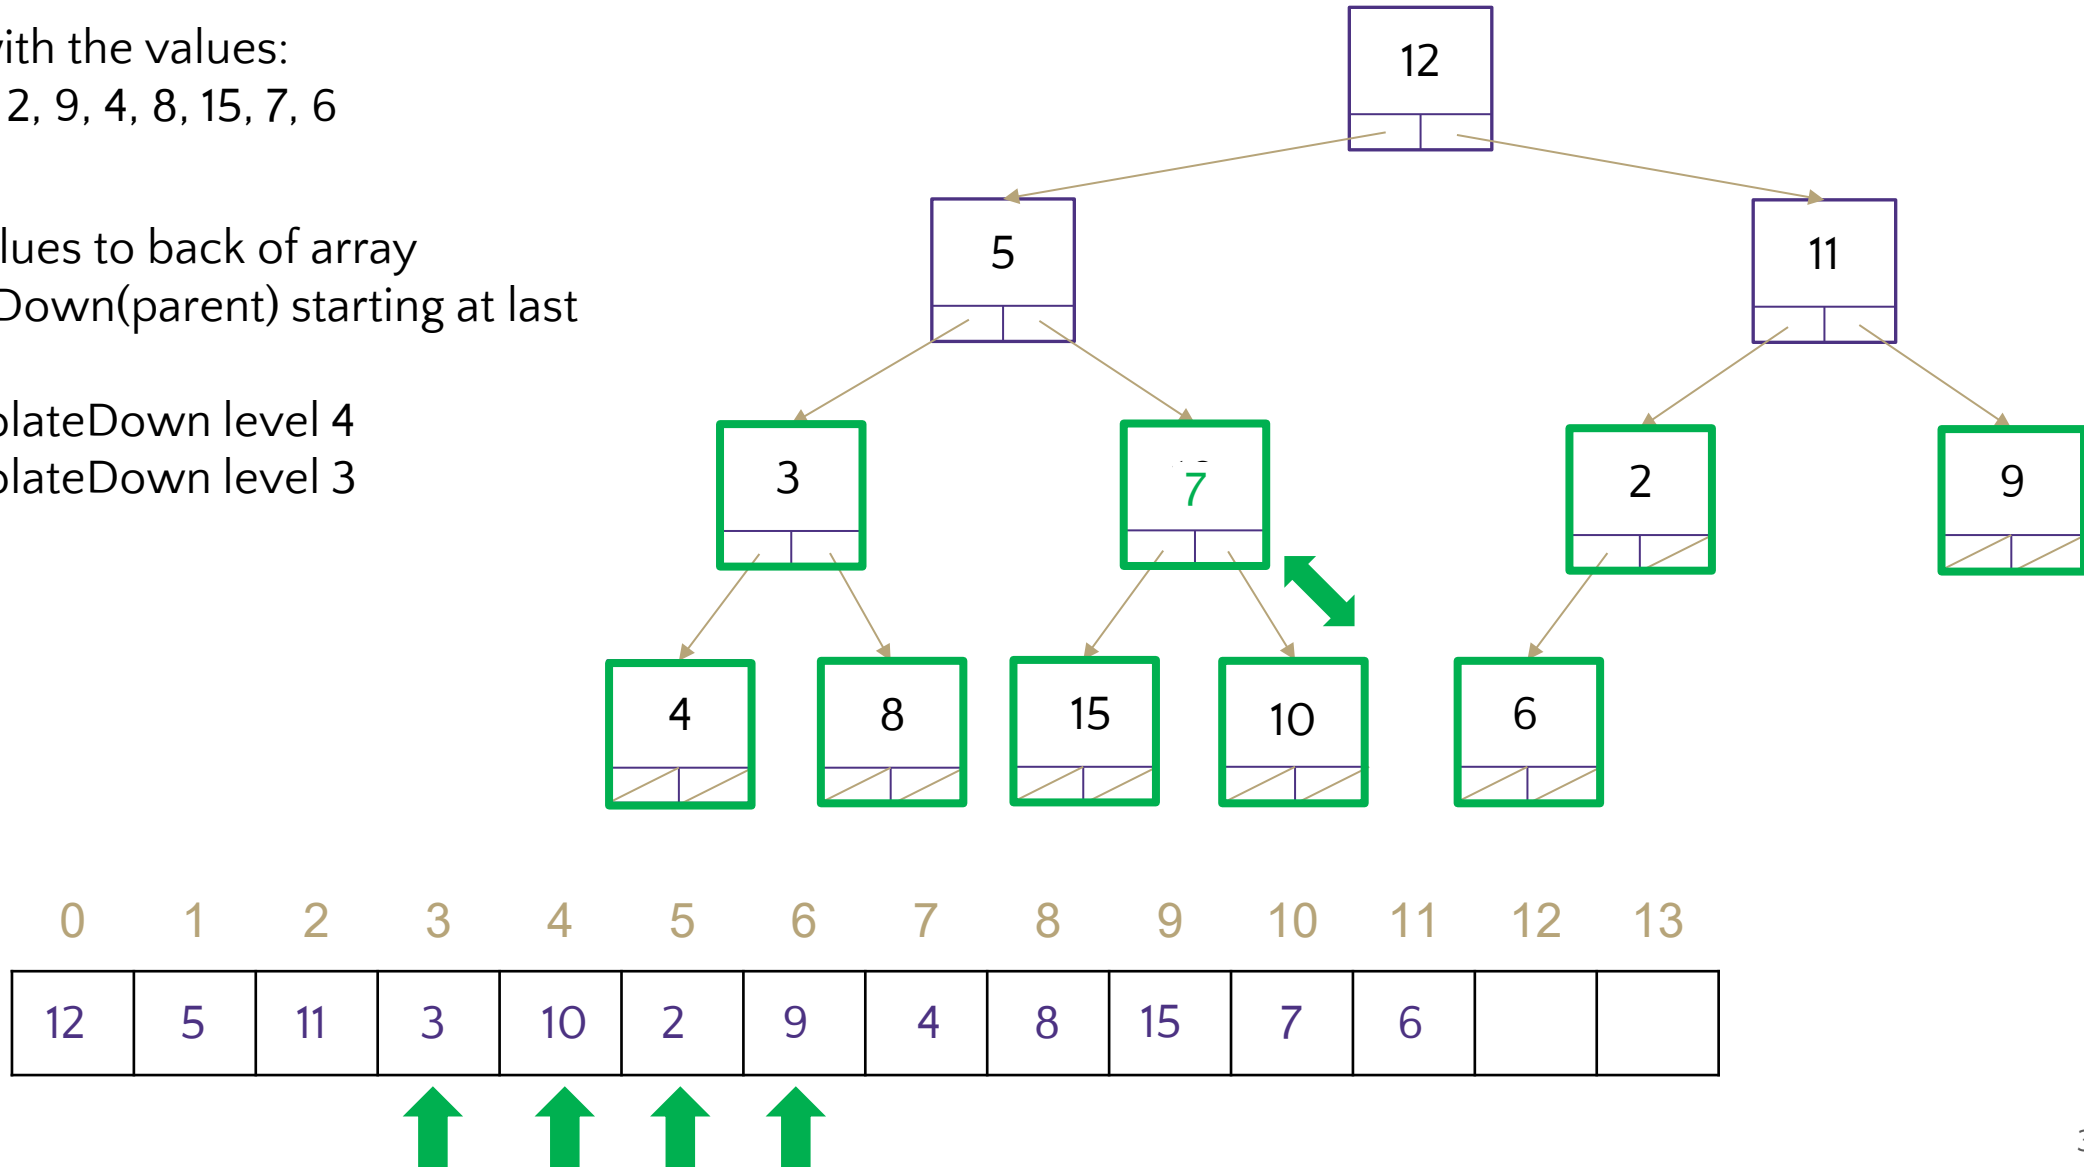 with the values:
2, 9, 4, 8, 15, 7, 6
lues to back of array
Down(parent) starting at last
olateDown level 4
olateDown level 3
12
5 11
3 7 2 9
4 8 15 10 6
0 1 2 3 4 5 6 7 8 9 10 11 12 13
12 5 11 3 10 2 9 4 8 15 7 6